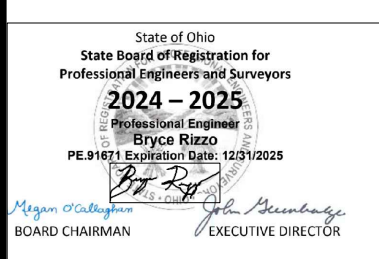 State of Ohio
State Board of Registration for
Professional Engineers and Surveyors
2024 – 2025
Professional Engineer
Bryce Rizzo
PE.91671 Expiration Date: 12/31/2025
Megan O'Callaghan
John
BOARD CHAIRMAN EXECUTIVE DIRECTOR